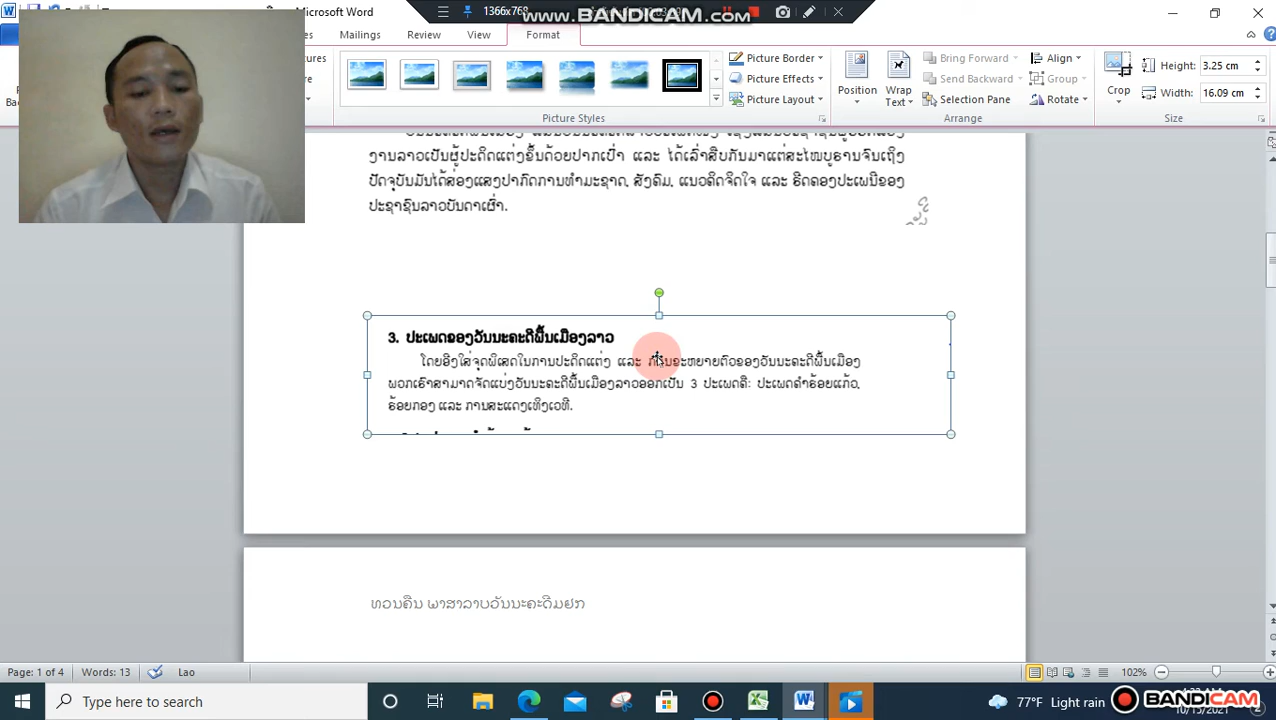 Microsoft Word
1366x768
www.BANDICAM.com
Mailings
Review
View
Format
Picture Border
Picture Effects
Picture Layout
Picture Styles
Position
Wrap Text
Bring Forward
Send Backward
Selection Pane
Align
Group
Rotate
Arrange
Crop
Height: 3.25 cm
Width: 16.09 cm
Size
ງານລາວເປັນຜູ້ປະດິດແຕ່ງຂຶ້ນດ້ວຍປາກເປົ່າ ແລະ ໄດ້ເລົ່າສືບກັນມາແຕ່ສະໄໝບູຮານຈົນເຖິງ
ປັດຈຸບັນມັນໄດ້ສ່ອງແສງປາກົດການທຳມະຊາດ, ສັງຄົມ, ແນວຄິດຈິດໃຈ ແລະ ຮີດຄອງປະເພນີຂອງ
ປະຊາຊົນລາວບັນດາເຜົ່າ.
3. ປະເພດຂອງວັນນະຄະດີພື້ນເມືອງລາວ
ໂດຍອີງໃສ່ຈຸດພິເສດໃນການປະດິດແຕ່ງ ແລະ ການຂະຫຍາຍຕົວຂອງວັນນະຄະດີພື້ນເມືອງ
ພວກເຮົາສາມາດຈັດແບ່ງວັນນະຄະດີພື້ນເມືອງລາວອອກເປັນ 3 ປະເພດຄື: ປະເພດຄຳຮ້ອຍແກ້ວ,
ຮ້ອຍກອງ ແລະ ການສະແດງເທິງເວທີ.
ທວນຄືນ ພາສາລາບວັນນະຄະດີມຢກ
Page: 1 of 4
Words: 13
Lao
102%
Type here to search
77°F Light rain
10/15/2021
BANDICAM